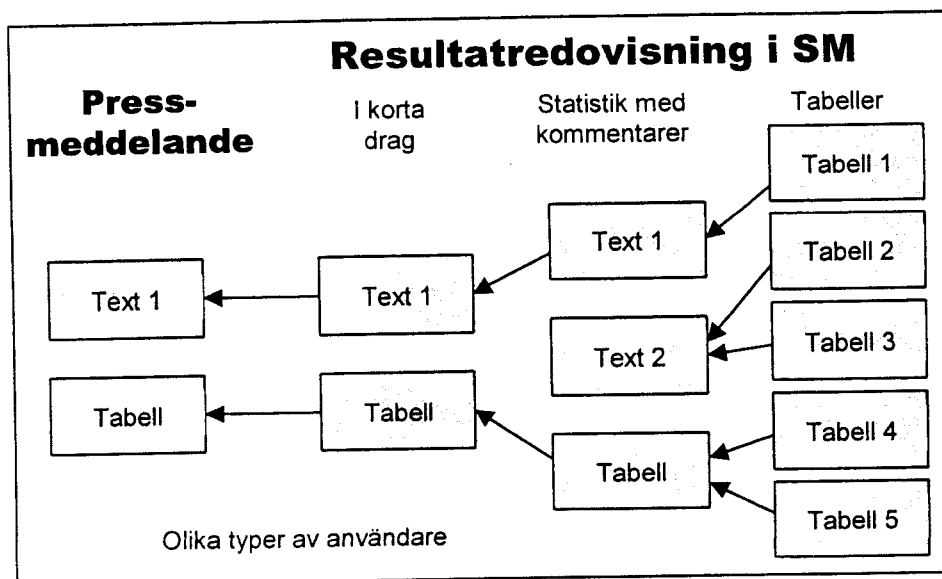 Resultatredovisning i SM
Press-
meddelande
I korta
drag
Statistik med
kommentarer
Tabeller
Text 1
Tabell
Text 1
Tabell
Text 1
Text 2
Tabell
Tabell 1
Tabell 2
Tabell 3
Tabell 4
Tabell 5
Olika typer av användare